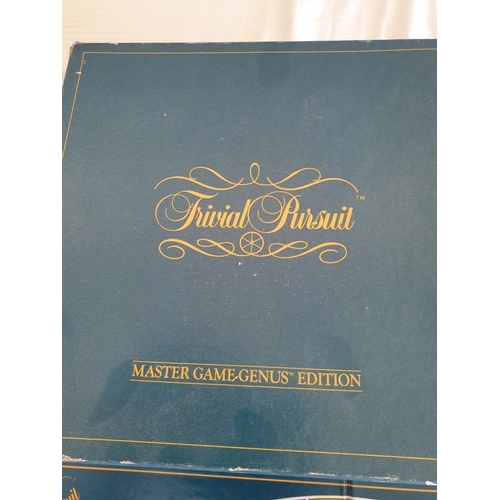 Trivial Pursuit™
MASTER GAME-GENUS™ EDITION